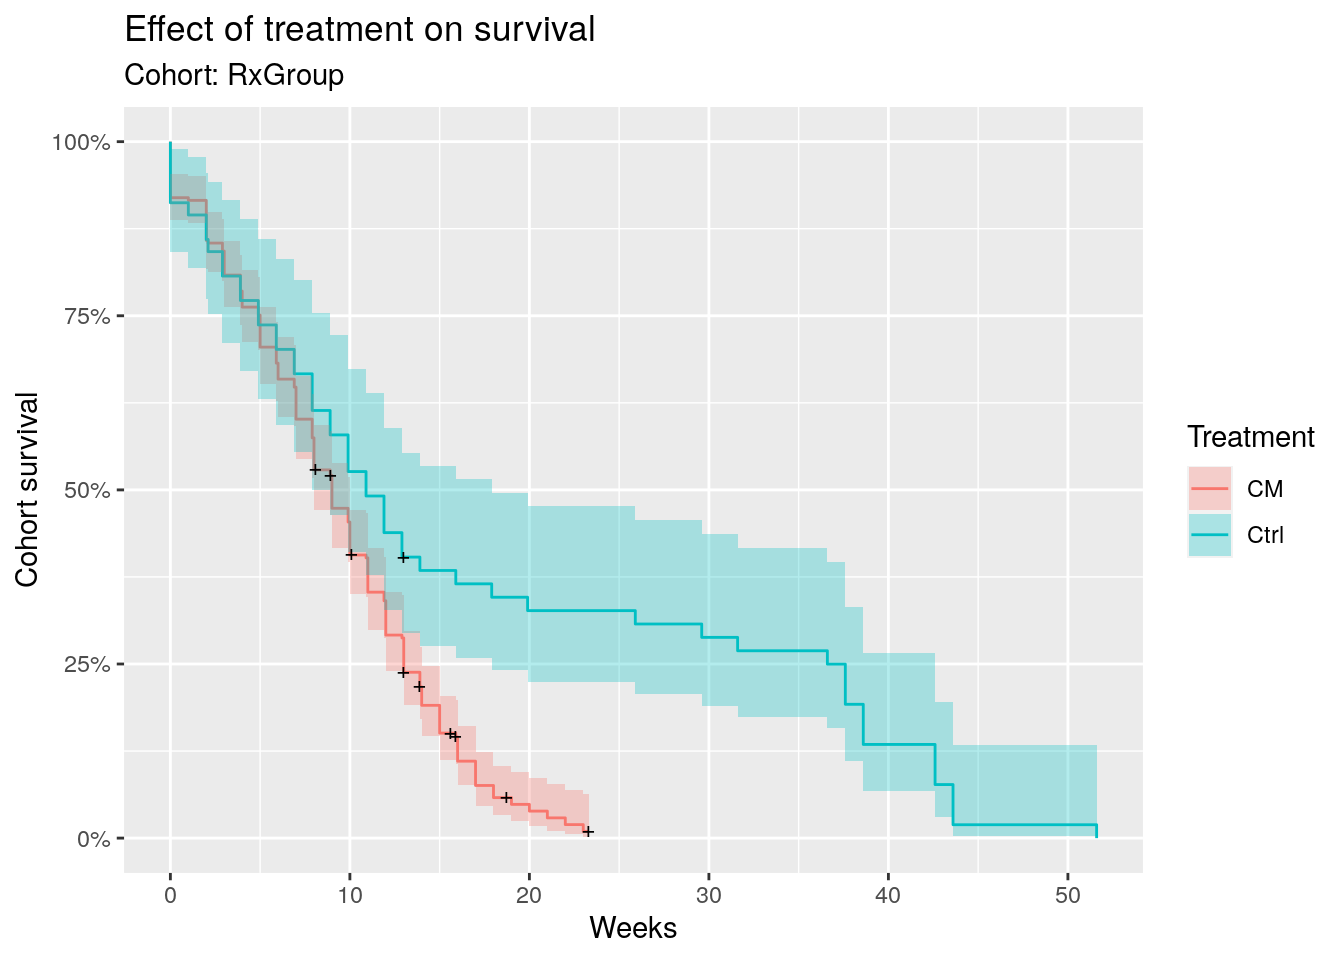 Effect of treatment on survival
Cohort: RxGroup
100%
75%
50%
25%
0%
Cohort survival
0 10 20 30 40 50
Weeks
Treatment
CM
Ctrl